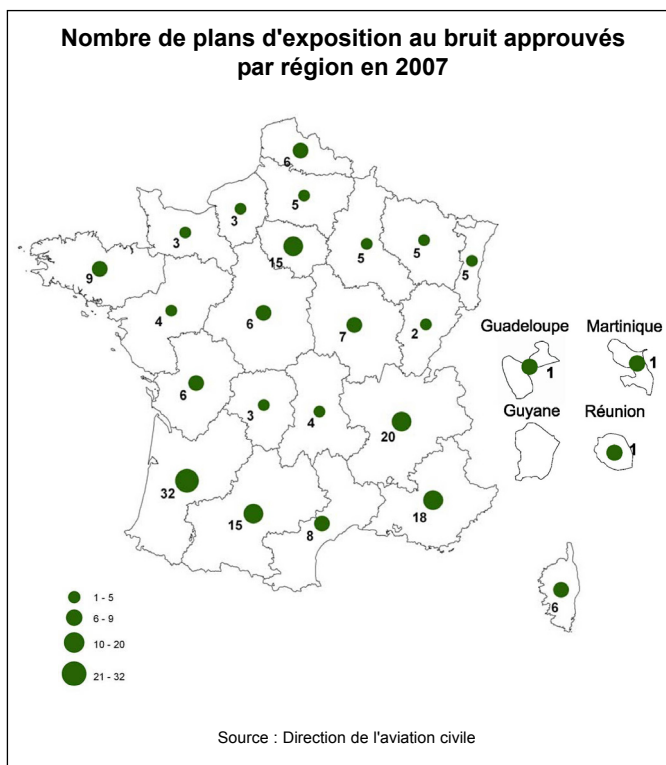 Nombre de plans d'exposition au bruit approuvés
par région en 2007
6
5
3
3
15
5
5
5
9
4
6
7
2
Guadeloupe
Martinique
1
1
6
3
4
20
Guyane
Réunion
1
32
15
8
18
6
1 - 5
6 - 9
10 - 20
21 - 32
Source : Direction de l'aviation civile